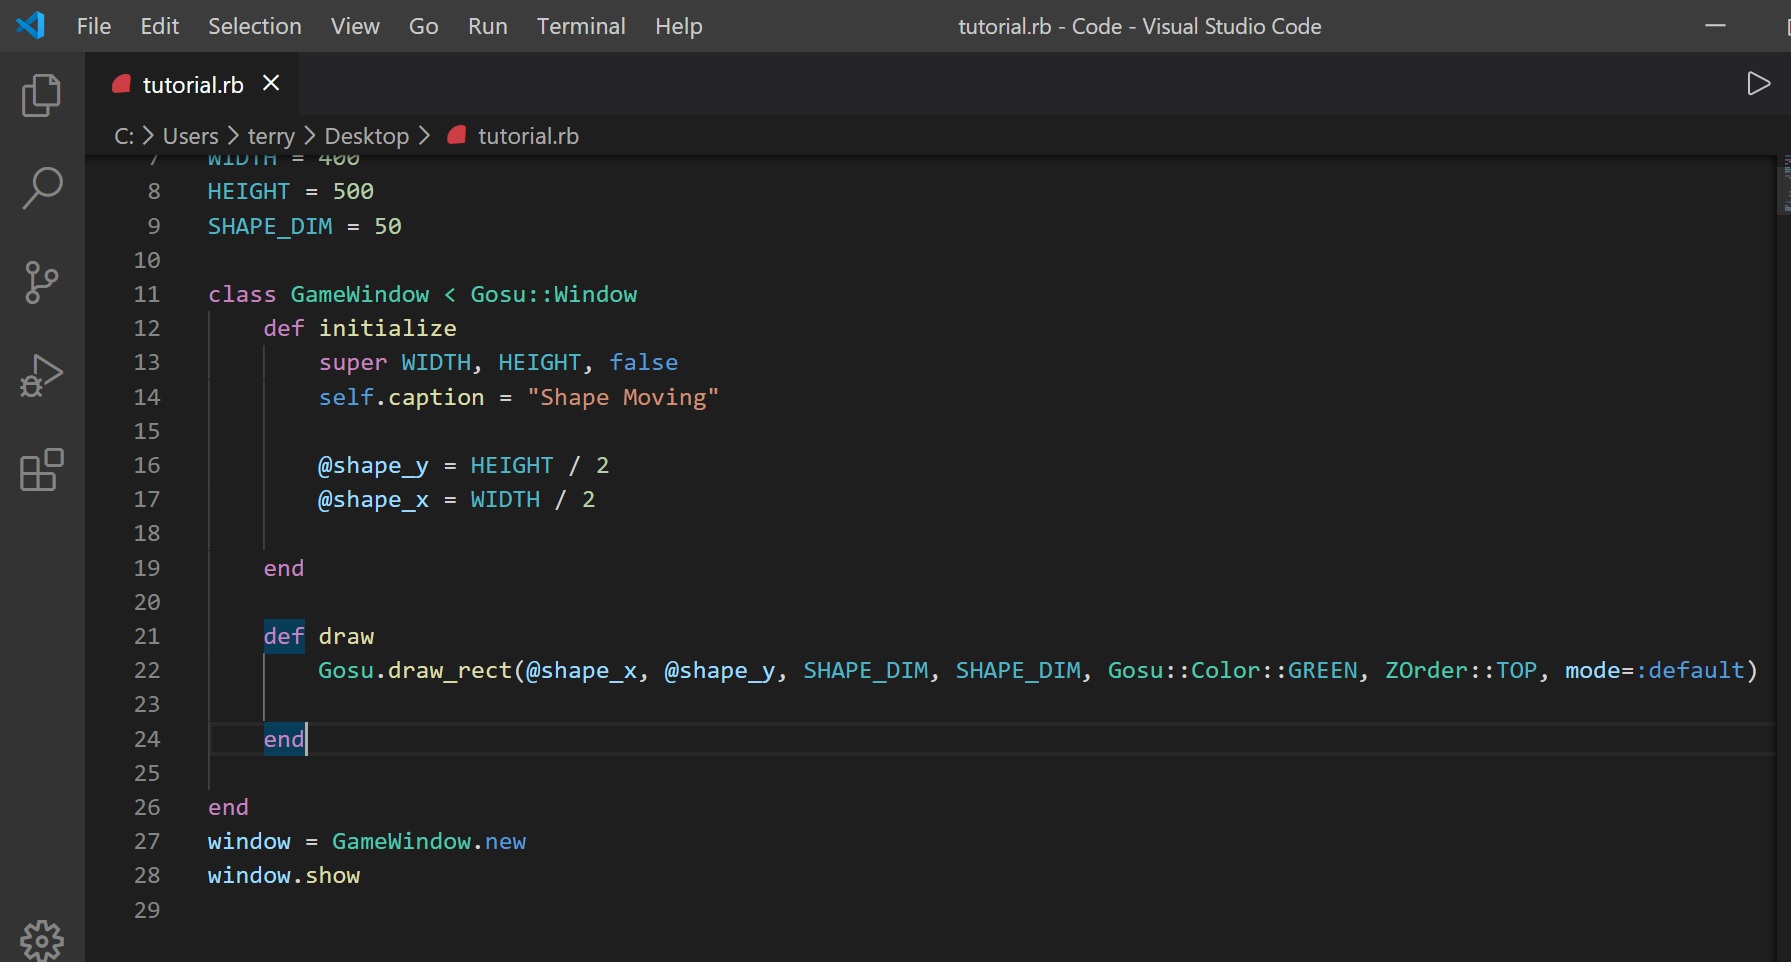 File Edit Selection View Go Run Terminal Help tutorial.rb - Code - Visual Studio Code
tutorial.rb
C: > Users > terry > Desktop > tutorial.rb
7 WIDTH = 400
8 HEIGHT = 500
9 SHAPE_DIM = 50
10
11 class GameWindow < Gosu::Window
12 def initialize
13 super WIDTH, HEIGHT, false
14 self.caption = "Shape Moving"
15
16 @shape_y = HEIGHT / 2
17 @shape_x = WIDTH / 2
18
19 end
20
21 def draw
22 Gosu.draw_rect(@shape_x, @shape_y, SHAPE_DIM, SHAPE_DIM, Gosu::Color::GREEN, ZOrder::TOP, mode=:default)
23
24 end
25
26 end
27 window = GameWindow.new
28 window.show
29